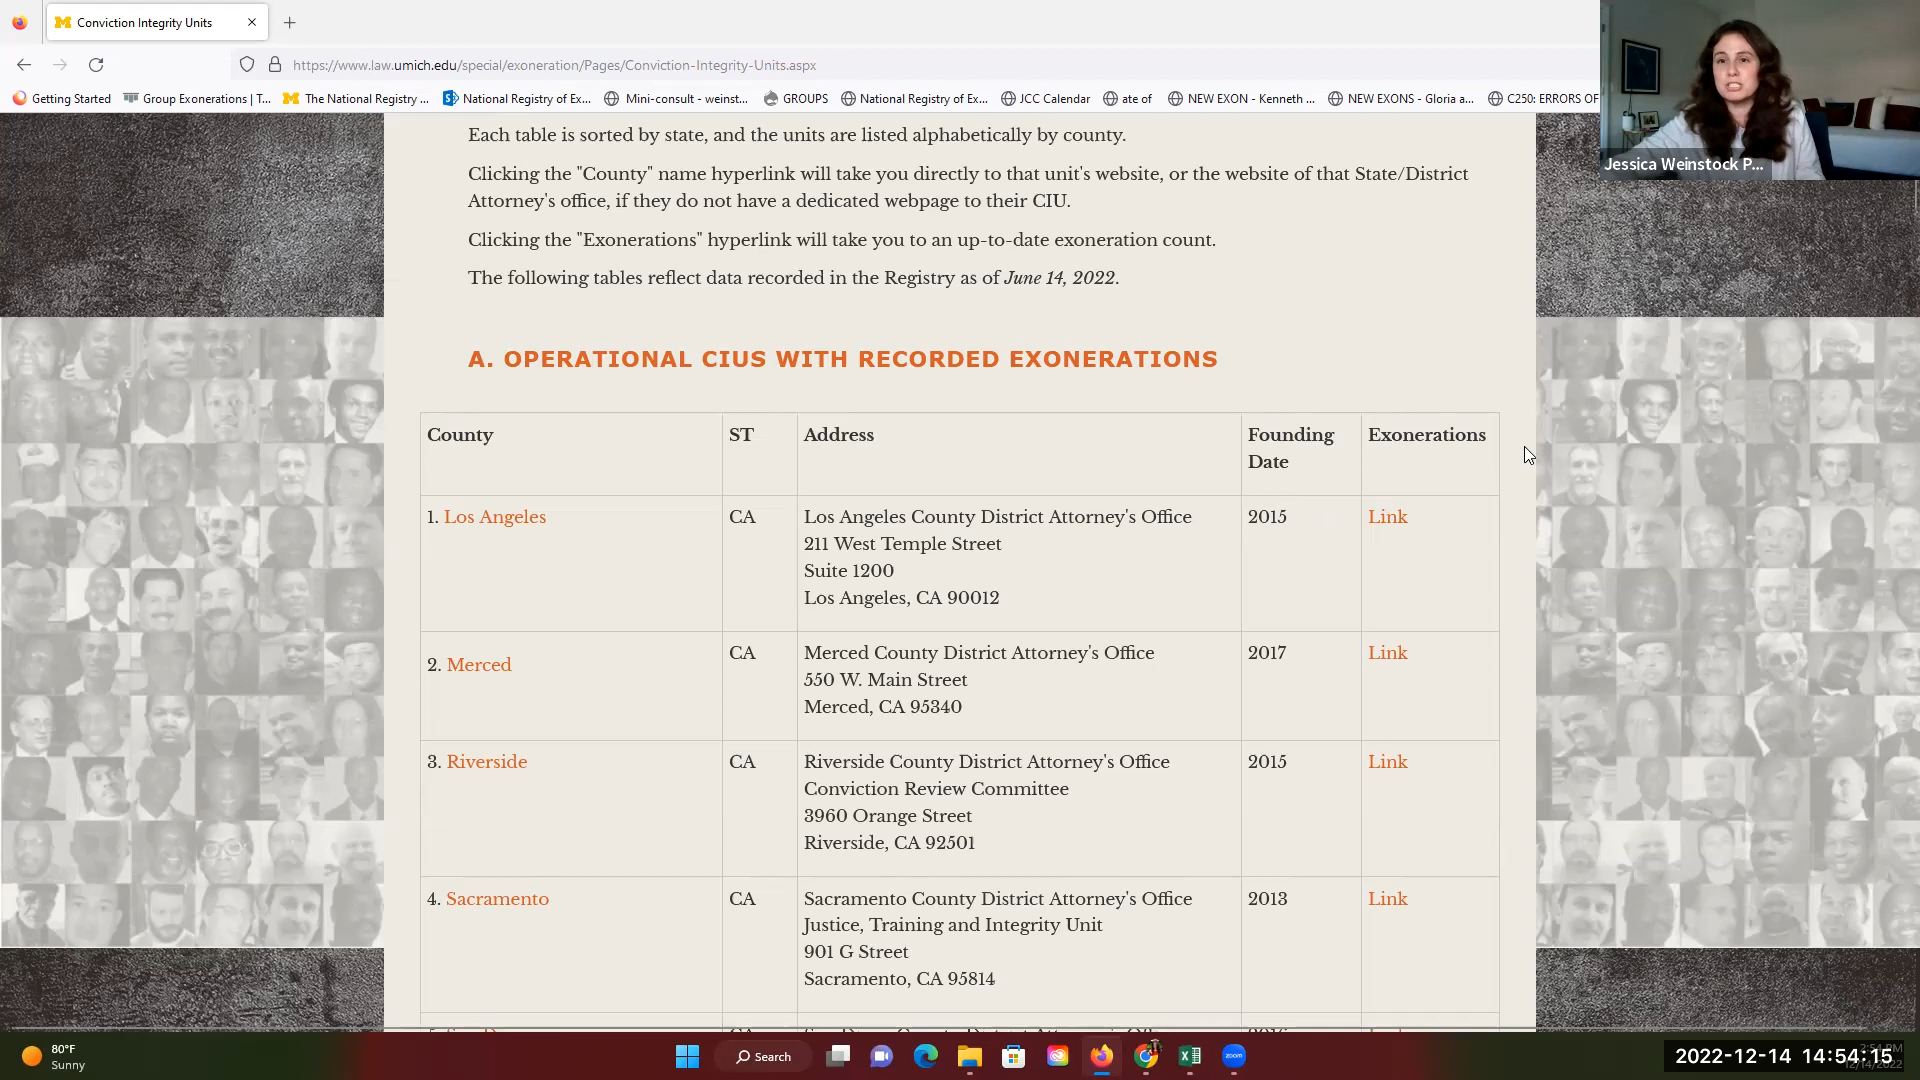 Conviction Integrity Units
https://www.law.umich.edu/special/exoneration/Pages/Conviction-Integrity-Units.aspx
Getting Started
Group Exonerations | T...
The National Registry ...
National Registry of Ex...
Mini-consult - weinst...
GROUPS
National Registry of Ex...
JCC Calendar
ate of
NEW EXON - Kenneth ...
NEW EXONS - Gloria a...
C250: ERRORS OF
Jessica Weinstock P...
Each table is sorted by state, and the units are listed alphabetically by county.
Clicking the "County" name hyperlink will take you directly to that unit's website, or the website of that State/District
Attorney's office, if they do not have a dedicated webpage to their CIU.
Clicking the "Exonerations" hyperlink will take you to an up-to-date exoneration count.
The following tables reflect data recorded in the Registry as of June 14, 2022.
A. OPERATIONAL CIUS WITH RECORDED EXONERATIONS
County ST Address Founding Exonerations
Date
1. Los Angeles CA Los Angeles County District Attorney's Office 2015 Link
211 West Temple Street
Suite 1200
Los Angeles, CA 90012
2. Merced CA Merced County District Attorney's Office 2017 Link
550 W. Main Street
Merced, CA 95340
3. Riverside CA Riverside County District Attorney's Office 2015 Link
Conviction Review Committee
3960 Orange Street
Riverside, CA 92501
4. Sacramento CA Sacramento County District Attorney's Office 2013 Link
Justice, Training and Integrity Unit
901 G Street
Sacramento, CA 95814
80°F
Sunny
Search
zoom
2022-12-14 14:54:15